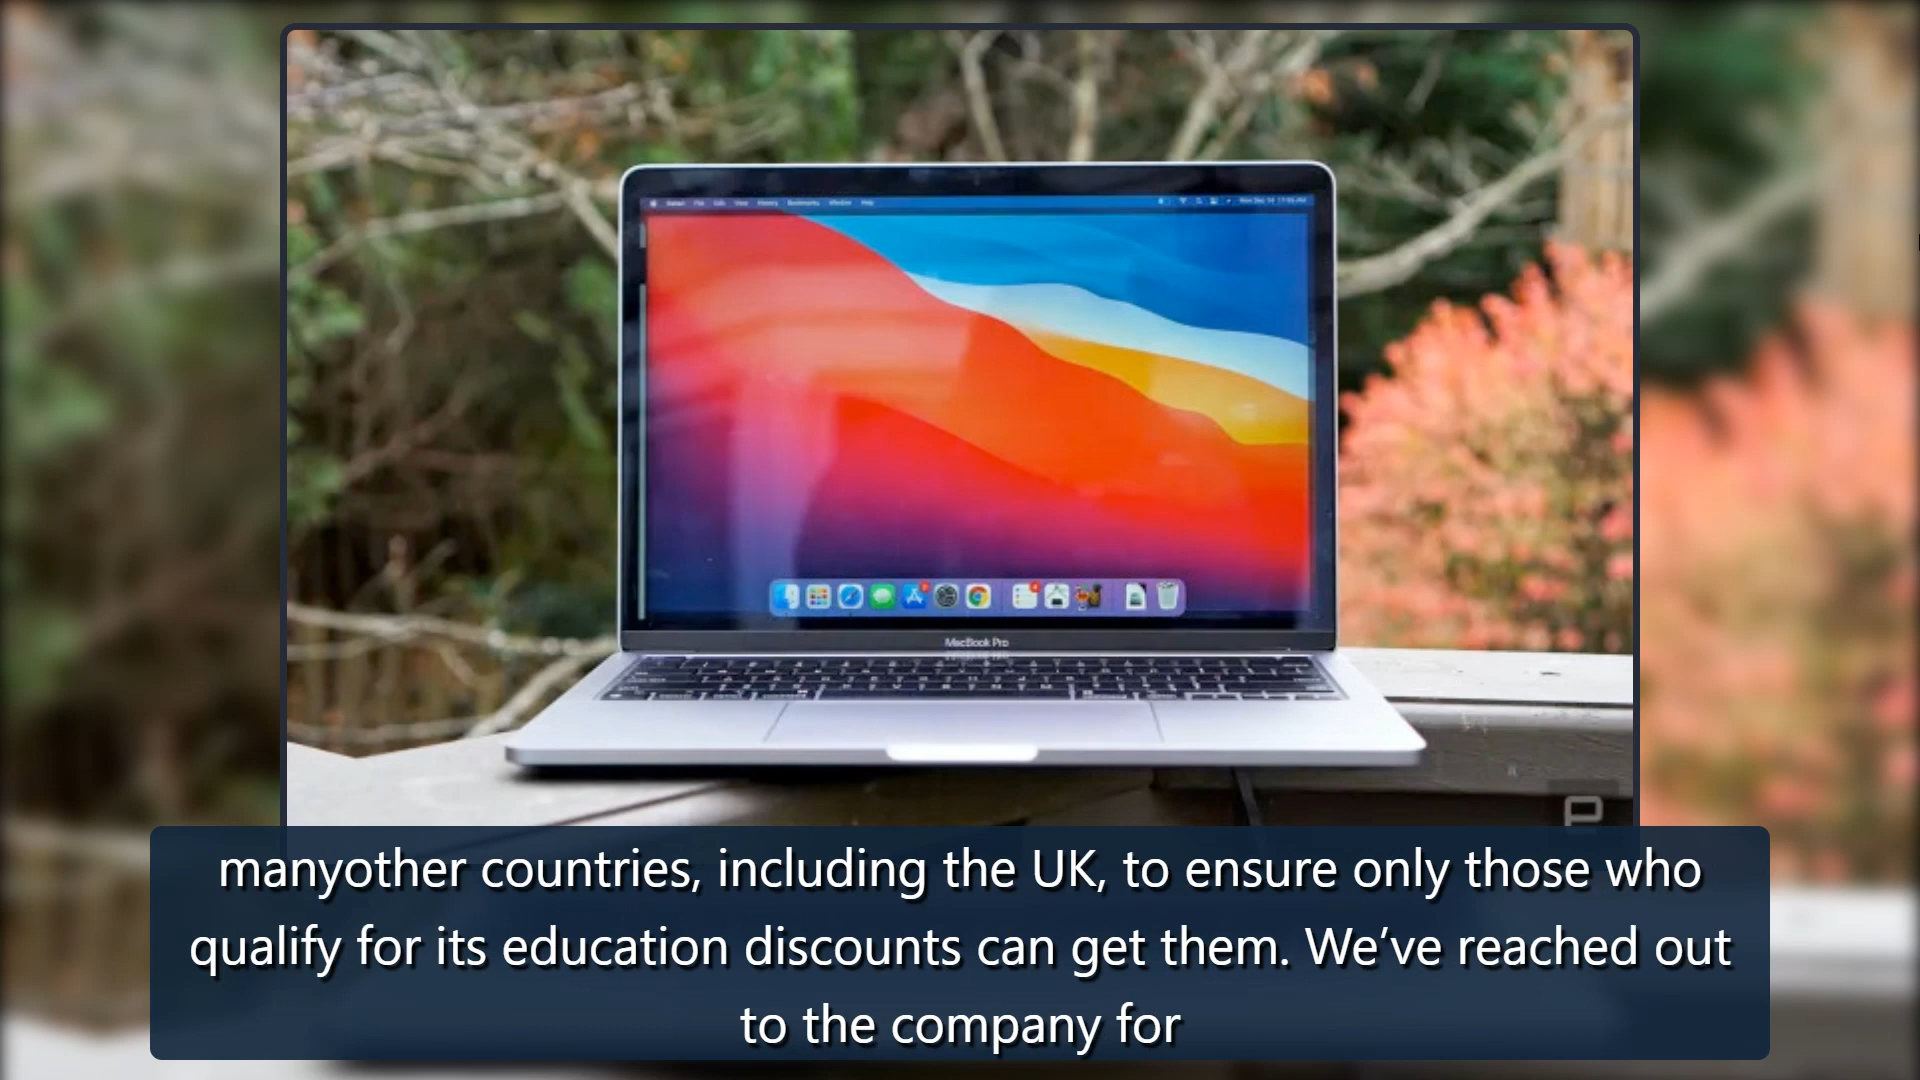 MacBook Pro
manyother countries, including the UK, to ensure only those who
qualify for its education discounts can get them. We’ve reached out
to the company for